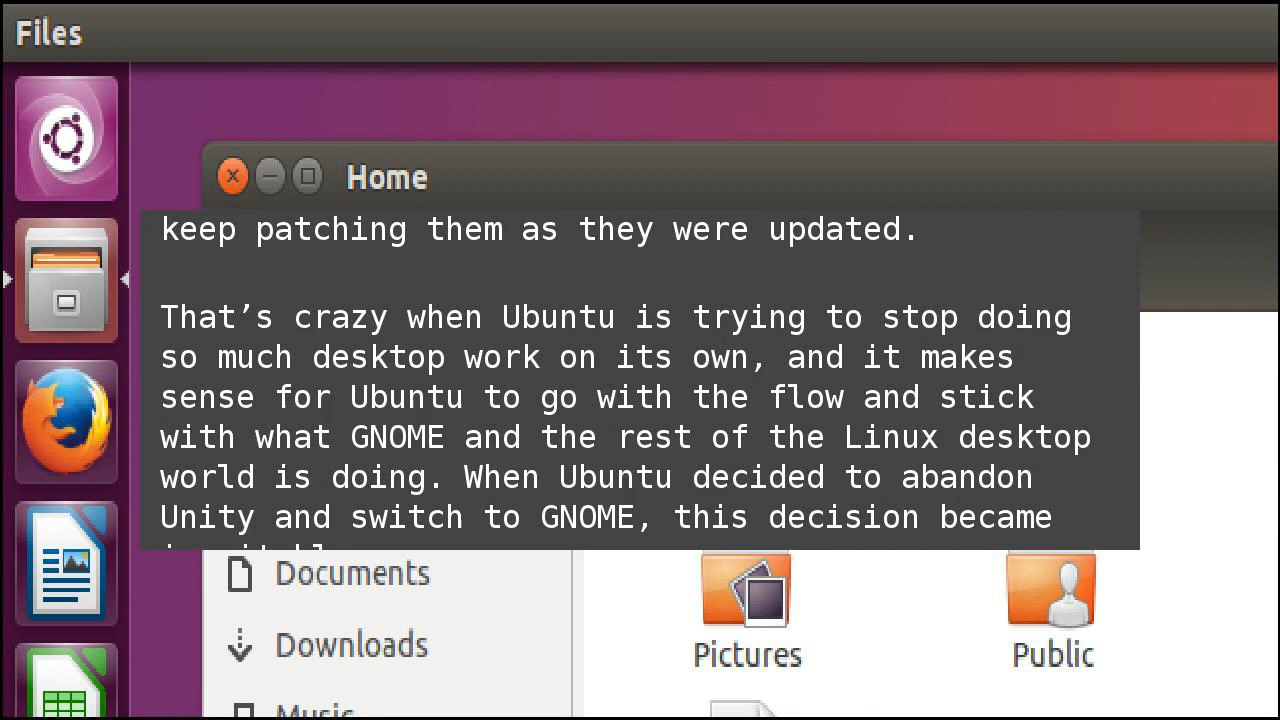 Files
Home
keep patching them as they were updated.
That’s crazy when Ubuntu is trying to stop doing
so much desktop work on its own, and it makes
sense for Ubuntu to go with the flow and stick
with what GNOME and the rest of the Linux desktop
world is doing. When Ubuntu decided to abandon
Unity and switch to GNOME, this decision became
Documents
Downloads
Music
Pictures
Public